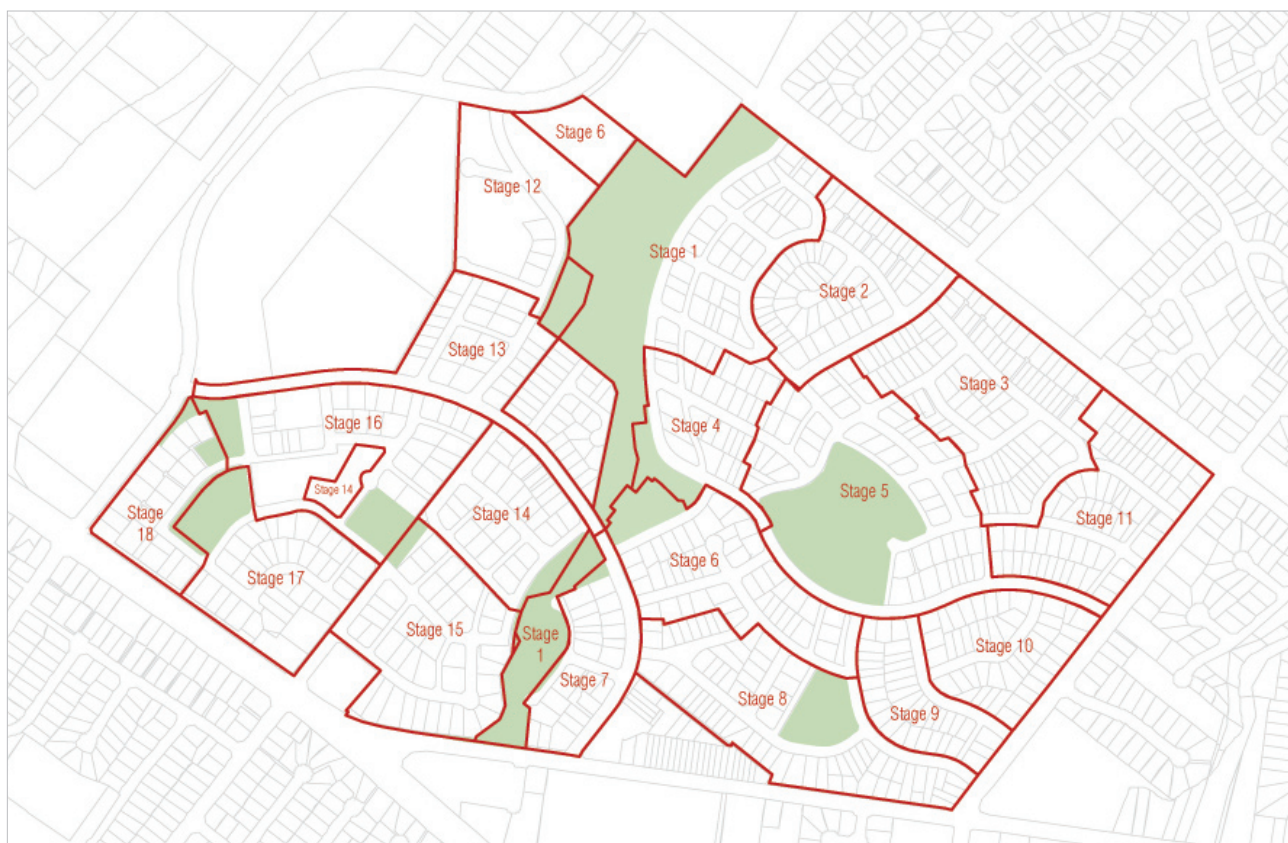 Stage 6
Stage 12
Stage 1
Stage 2
Stage 13
Stage 3
Stage 16
Stage 4
Stage 14
Stage 5
Stage 14
Stage 11
Stage
18
Stage 6
Stage 17
Stage 15
Stage
1
Stage 10
Stage 7
Stage 8
Stage 9